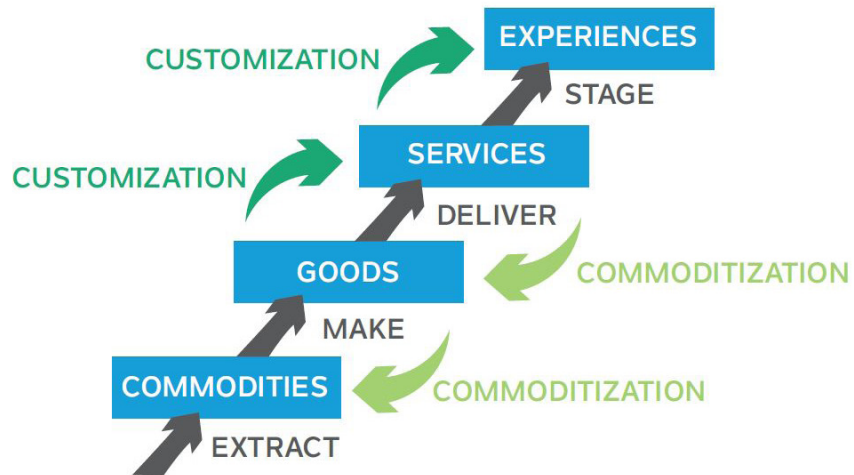 EXPERIENCES
CUSTOMIZATION
STAGE
SERVICES
CUSTOMIZATION
DELIVER
GOODS
COMMODITIZATION
MAKE
COMMODITIES
COMMODITIZATION
EXTRACT